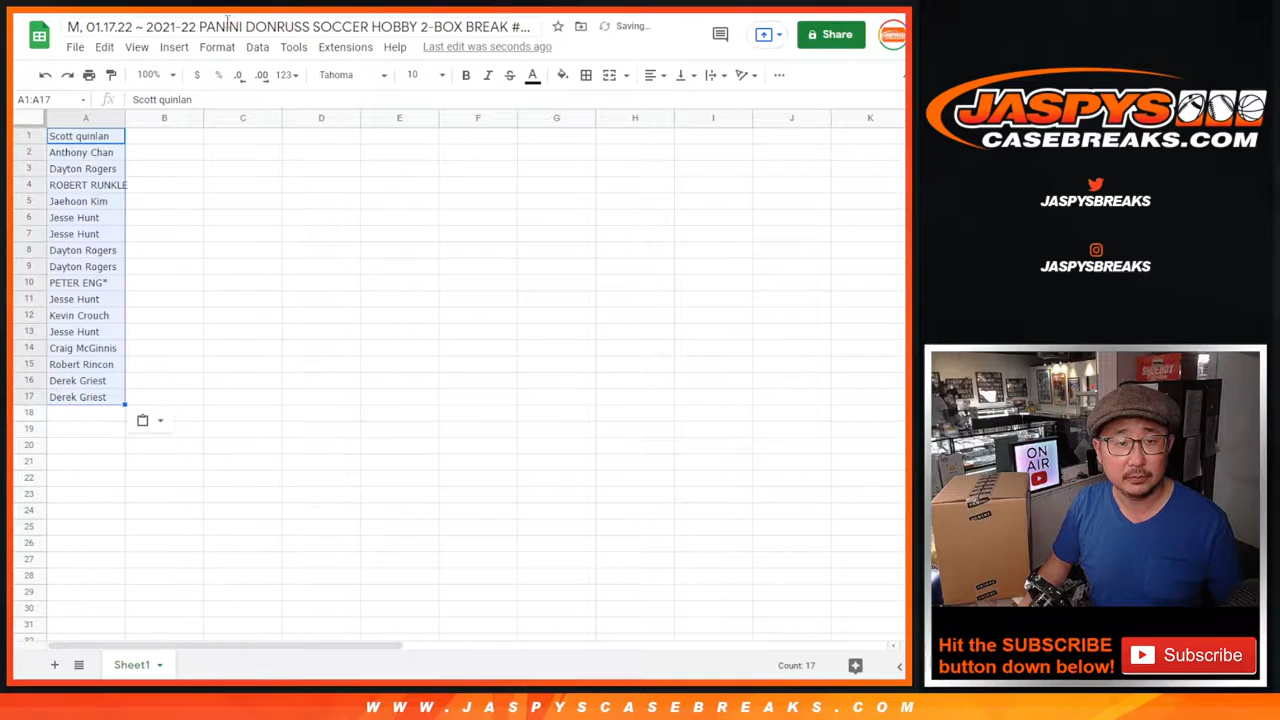 M, 01.17.22 ~ 2021-22 PANINI DONRUSS SOCCER HOBBY 2-BOX BREAK #...
Saving...
Share
File Edit View Insert Format Data Tools Extensions Help Last edit was seconds ago
100% $ % .0 .00 123 Tahoma 10 B I S A
A1:A17 fx Scott quinlan
A B C D E F G H I J K
1 Scott quinlan
2 Anthony Chan
3 Dayton Rogers
4 ROBERT RUNKLE
5 Jaehoon Kim
6 Jesse Hunt
7 Jesse Hunt
8 Dayton Rogers
9 Dayton Rogers
10 PETER ENG*
11 Jesse Hunt
12 Kevin Crouch
13 Jesse Hunt
14 Craig McGinnis
15 Robert Rincon
16 Derek Griest
17 Derek Griest
18
19
20
21
22
23
24
25
26
27
28
29
30
31
32
Sheet1
Count: 17
JASPYS
CASEBREAKS.COM
JASPYSBREAKS
JASPYSBREAKS
SHOEBOX
ON
AIR
PANINI
Hit the SUBSCRIBE
button down below!
Subscribe
WWW.JASPYSCASEBREAKS.COM